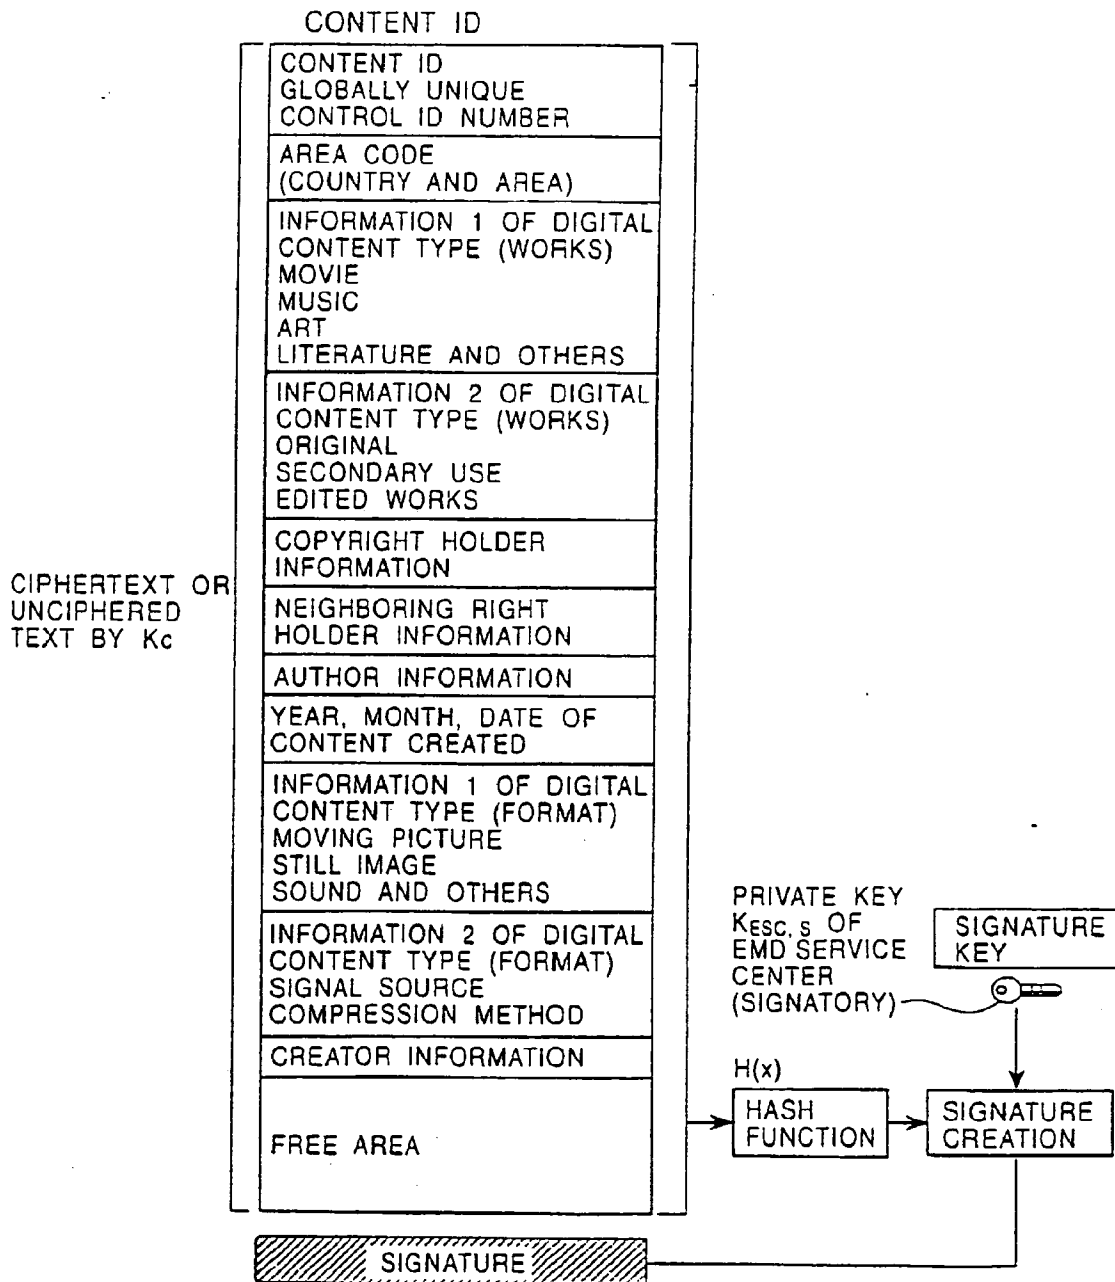 CONTENT ID
CONTENT ID
GLOBALLY UNIQUE
CONTROL ID NUMBER
AREA CODE
(COUNTRY AND AREA)
INFORMATION 1 OF DIGITAL
CONTENT TYPE (WORKS)
MOVIE
MUSIC
ART
LITERATURE AND OTHERS
INFORMATION 2 OF DIGITAL
CONTENT TYPE (WORKS)
ORIGINAL
SECONDARY USE
EDITED WORKS
COPYRIGHT HOLDER
INFORMATION
NEIGHBORING RIGHT
HOLDER INFORMATION
AUTHOR INFORMATION
YEAR, MONTH, DATE OF
CONTENT CREATED
INFORMATION 1 OF DIGITAL
CONTENT TYPE (FORMAT)
MOVING PICTURE
STILL IMAGE
SOUND AND OTHERS
INFORMATION 2 OF DIGITAL
CONTENT TYPE (FORMAT)
SIGNAL SOURCE
COMPRESSION METHOD
CREATOR INFORMATION
FREE AREA
SIGNATURE
CIPHERTEXT OR
UNCIPHERED
TEXT BY Kc
PRIVATE KEY
KESC, S OF
EMD SERVICE
CENTER
(SIGNATORY)
SIGNATURE
KEY
H(x)
HASH
FUNCTION
SIGNATURE
CREATION